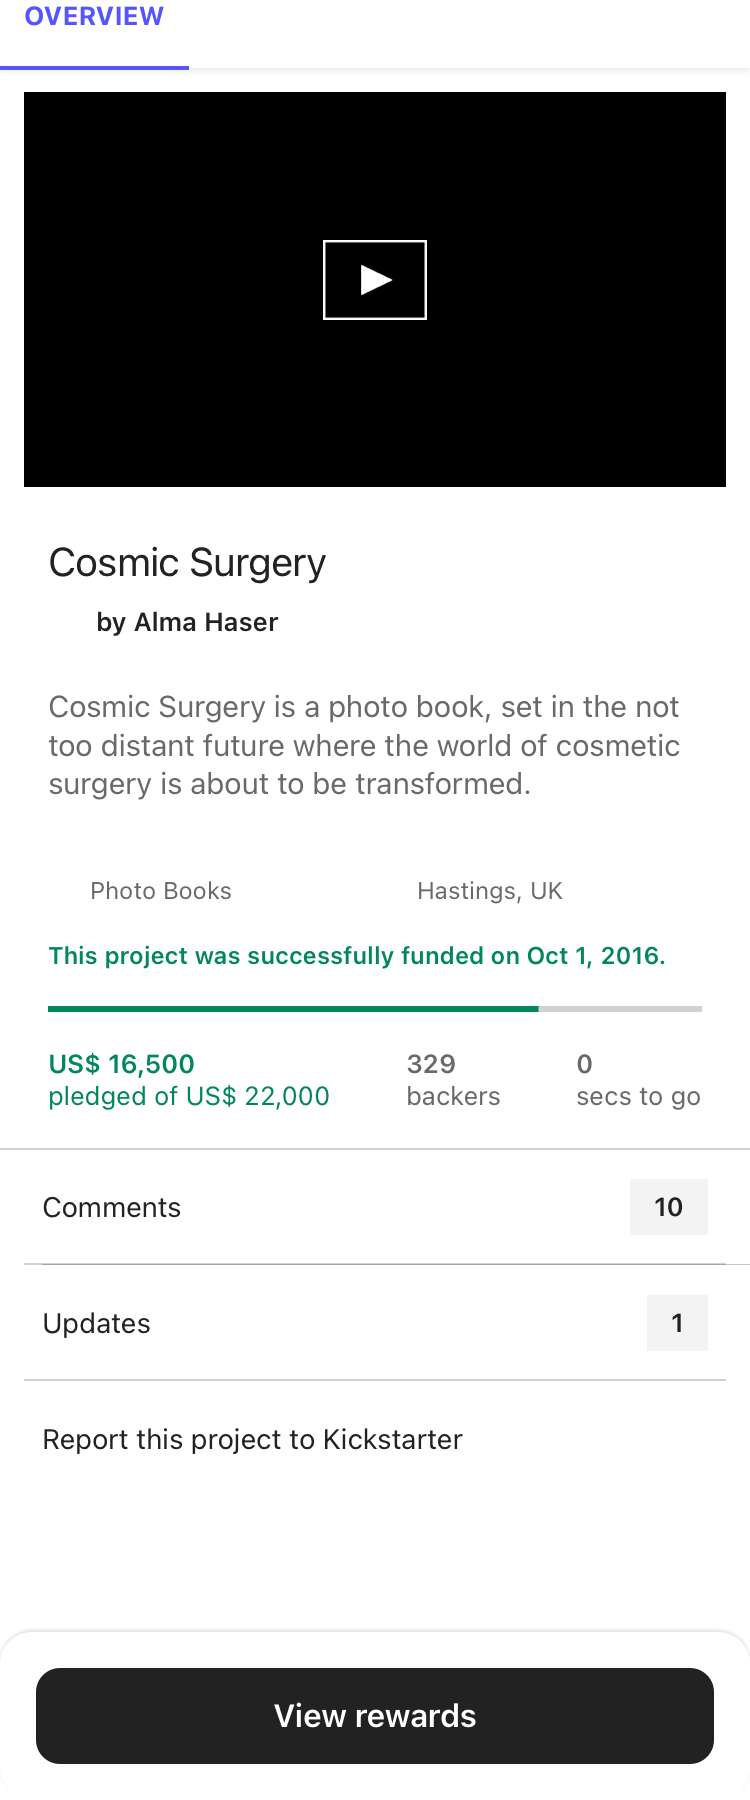 OVERVIEW
Cosmic Surgery
by Alma Haser
Cosmic Surgery is a photo book, set in the not
too distant future where the world of cosmetic
surgery is about to be transformed.
Photo Books
Hastings, UK
This project was successfully funded on Oct 1, 2016.
US$ 16,500
pledged of US$ 22,000
329
backers
0
secs to go
Comments
10
Updates
1
Report this project to Kickstarter
View rewards